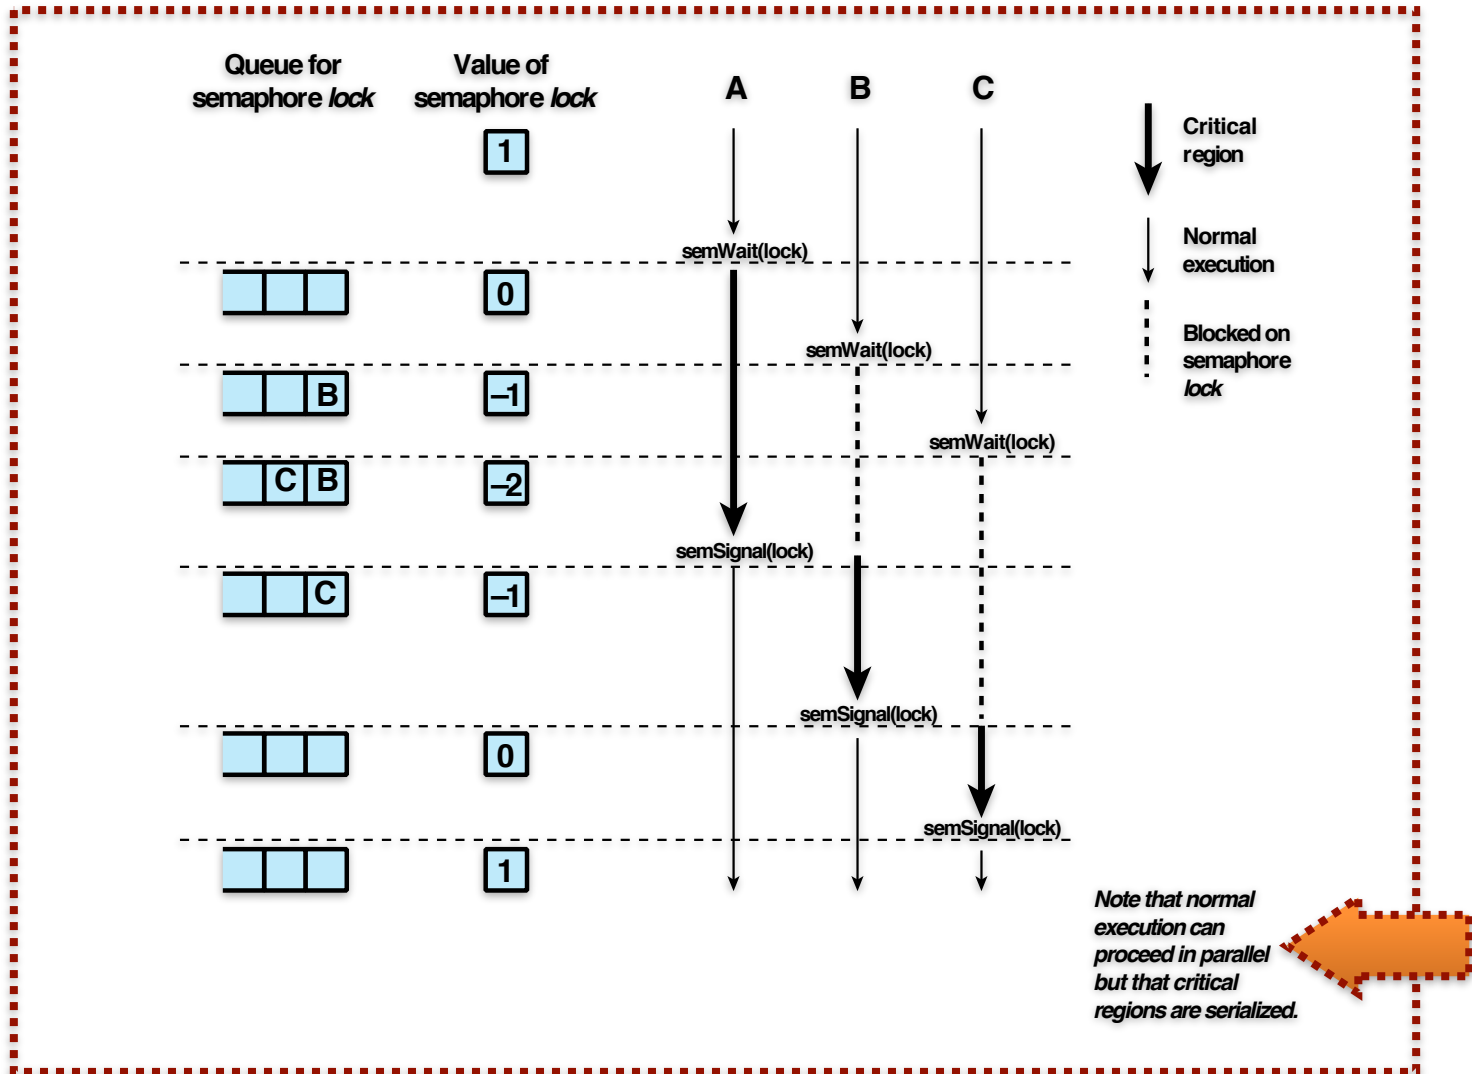 Queue for
semaphore lock
Value of
semaphore lock
A
B
C
1
Critical
region
Normal
execution
Blocked on
semaphore
lock
semWait(lock)
0
semWait(lock)
B
–1
semWait(lock)
C B
–2
semSignal(lock)
C
–1
semSignal(lock)
0
semSignal(lock)
1
Note that normal
execution can
proceed in parallel
but that critical
regions are serialized.